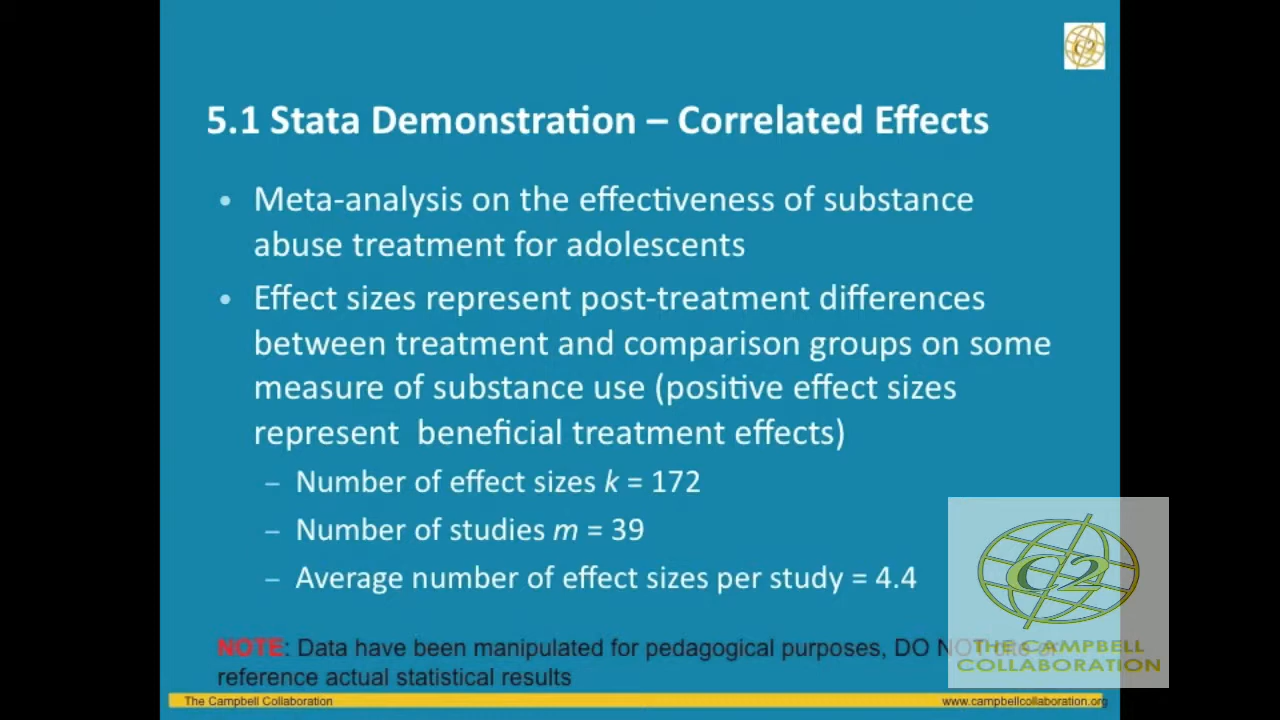 5.1 Stata Demonstration – Correlated Effects
• Meta-analysis on the effectiveness of substance
abuse treatment for adolescents
• Effect sizes represent post-treatment differences
between treatment and comparison groups on some
measure of substance use (positive effect sizes
represent beneficial treatment effects)
– Number of effect sizes k = 172
– Number of studies m = 39
– Average number of effect sizes per study = 4.4
NOTE: Data have been manipulated for pedagogical purposes, DO NOT
reference actual statistical results
C2
THE CAMPBELL
COLLABORATION
The Campbell Collaboration
www.campbellcollaboration.org